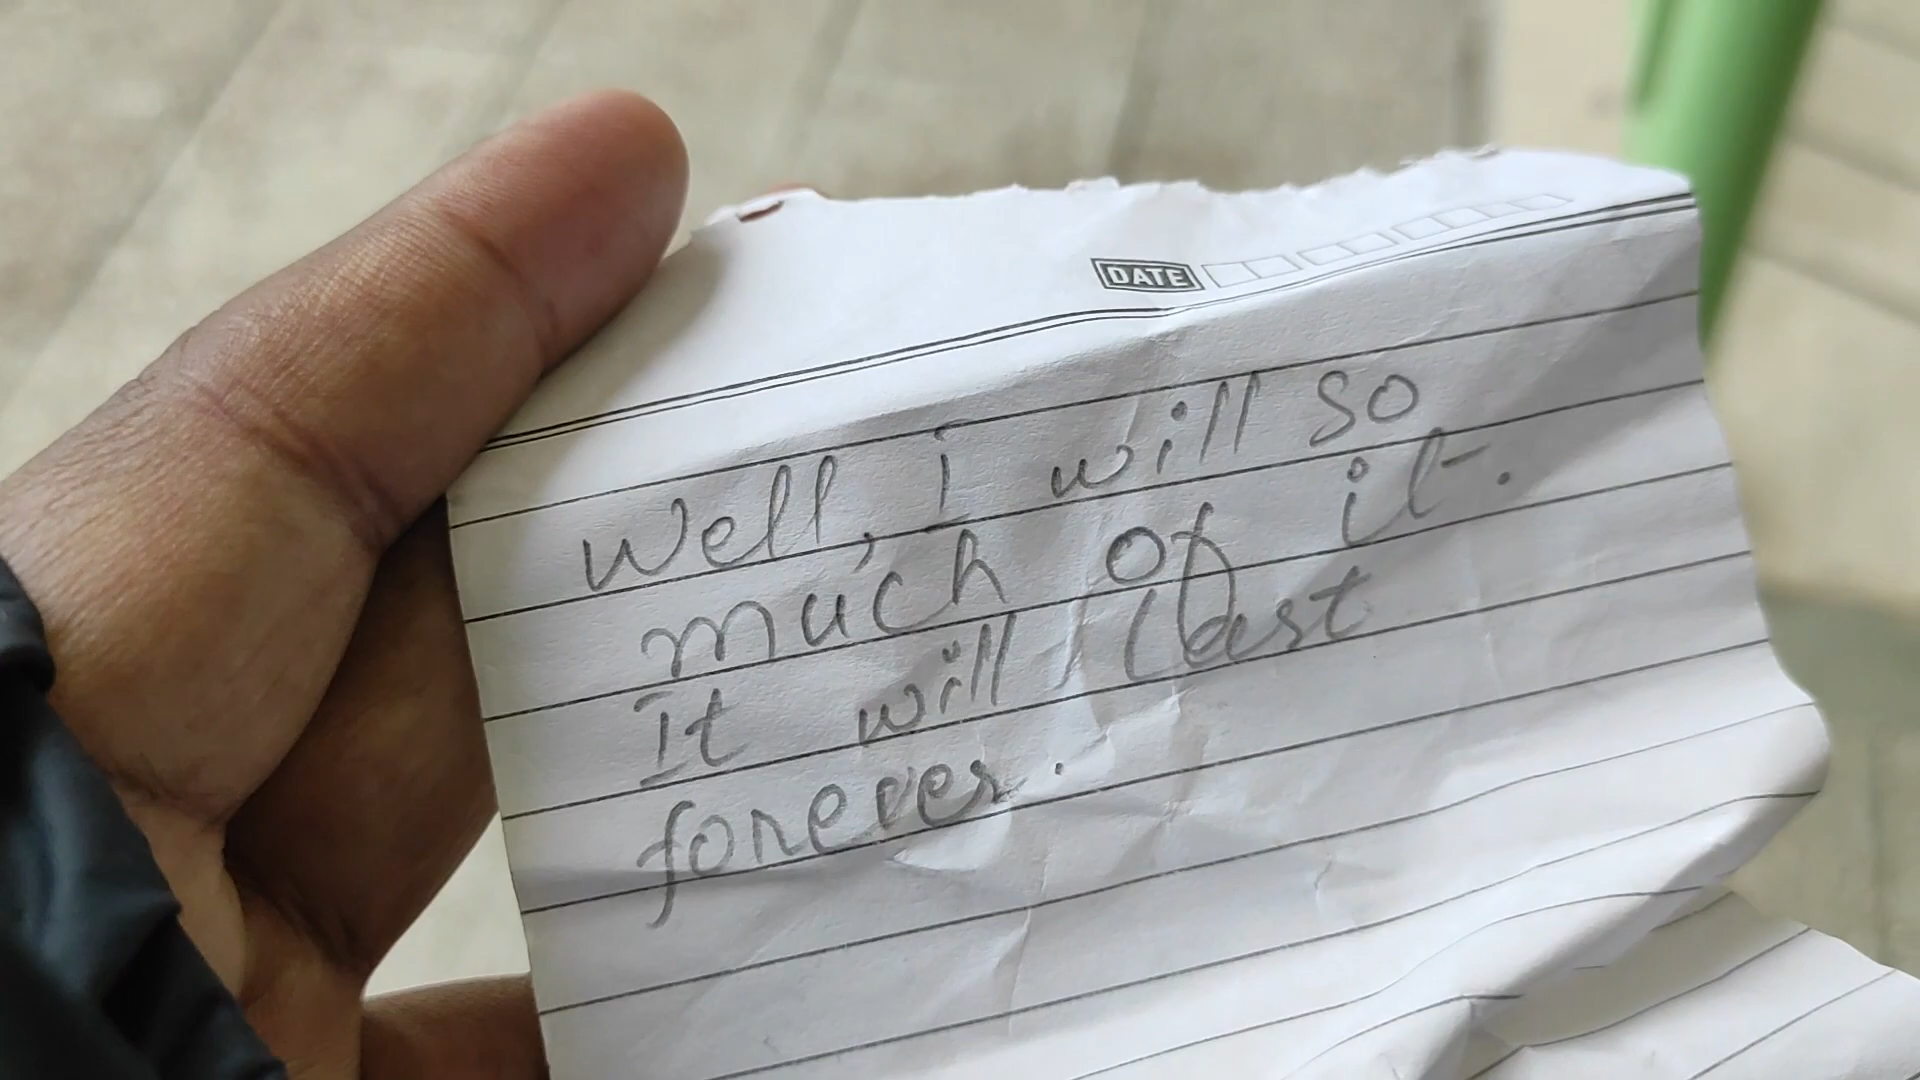 DATE
Well, I will so
much of it.
It will last
forever.